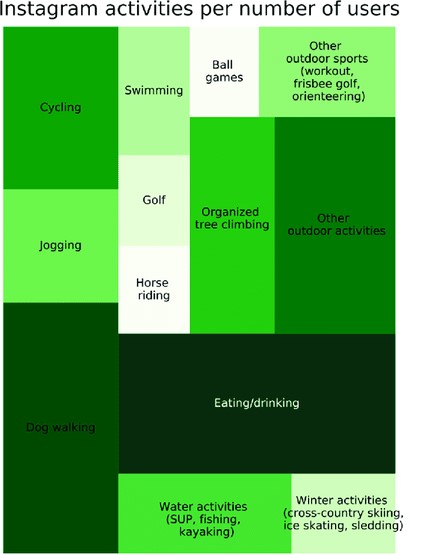 Instagram activities per number of users
Cycling
Swimming
Ball
games
Other
outdoor sports
(workout,
frisbee golf,
orienteering)
Jogging
Golf
Organized
tree climbing
Other
outdoor activities
Horse
riding
Dog walking
Eating/drinking
Water activities
(SUP, fishing,
kayaking)
Winter activities
(cross-country skiing,
ice skating, sledding)